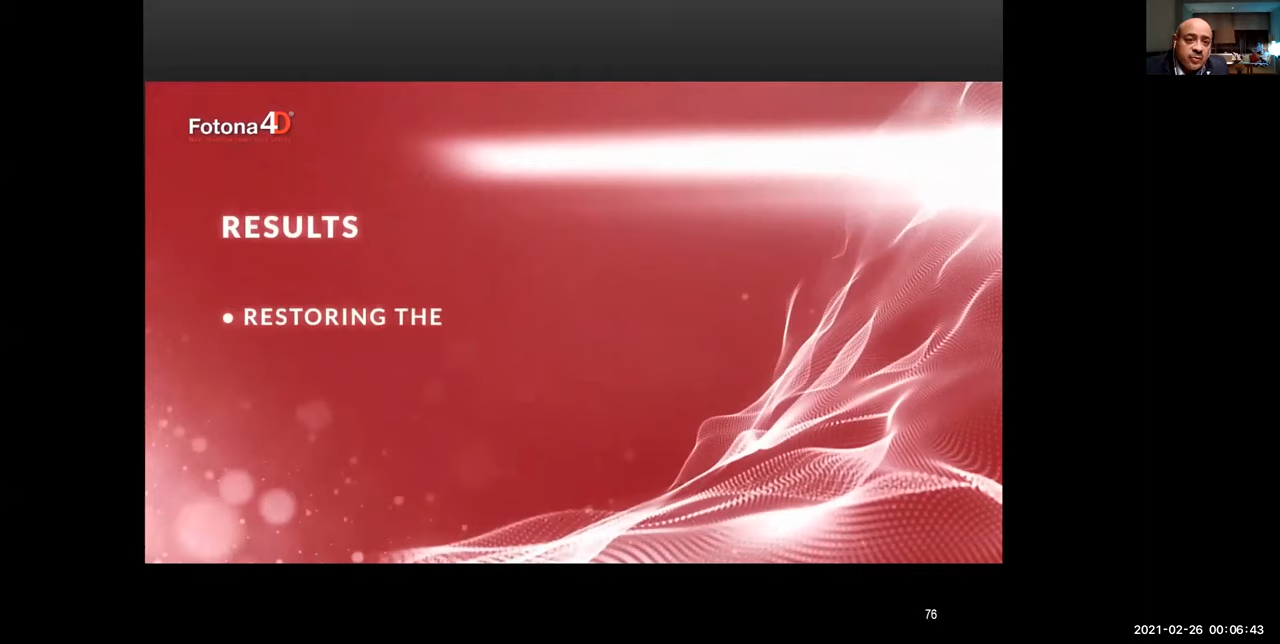 Fotona4D®
RESULTS
• RESTORING THE
76
2021-02-26 00:06:43